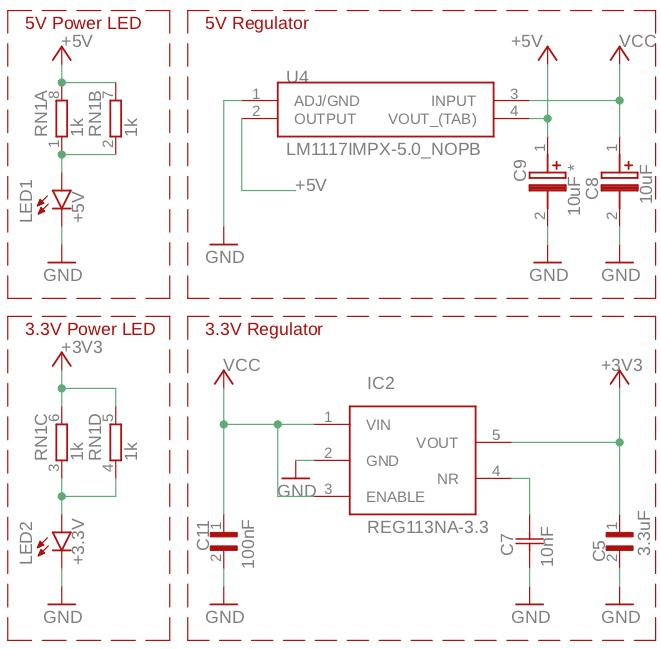 5V Power LED
+5V
RN1A
8
1
1k
RN1B
7
2
1k
LED1
+5V
GND
5V Regulator
+5V
VCC
U4
1
ADJ/GND
INPUT
3
2
OUTPUT
VOUT_(TAB)
4
LM1117IMPX-5.0_NOPB
+5V
GND
C9
1
+
10uF *
2
GND
C8
1
+
10uF
2
GND
3.3V Power LED
+3V3
RN1C
6
3
1k
RN1D
5
4
1k
LED2
+3.3V
GND
3.3V Regulator
VCC
IC2
+3V3
1
VIN
VOUT
5
2
GND
GND
NR
4
3
ENABLE
REG113NA-3.3
C11
1
2
100nF
GND
C7
10nF
GND
C5
1
2
3.3uF
GND